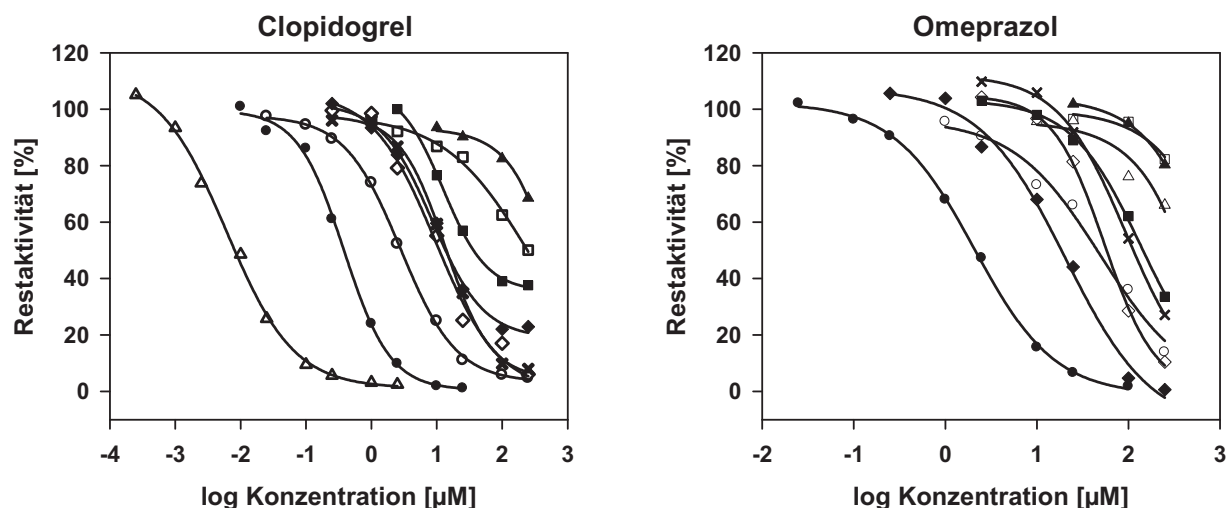 Clopidogrel
Restaktivität [%]
120
100
80
60
40
20
0
-4 -3 -2 -1 0 1 2 3
log Konzentration [µM]
Omeprazol
Restaktivität [%]
120
100
80
60
40
20
0
-2 -1 0 1 2 3
log Konzentration [µM]